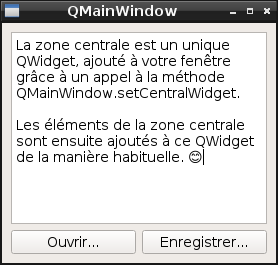 QMainWindow
La zone centrale est un unique
QWidget, ajouté à votre fenêtre
grâce à un appel à la méthode
QMainWindow.setCentralWidget.
Les éléments de la zone centrale
sont ensuite ajoutés à ce QWidget
de la manière habituelle. 😊
Ouvrir... Enregistrer...